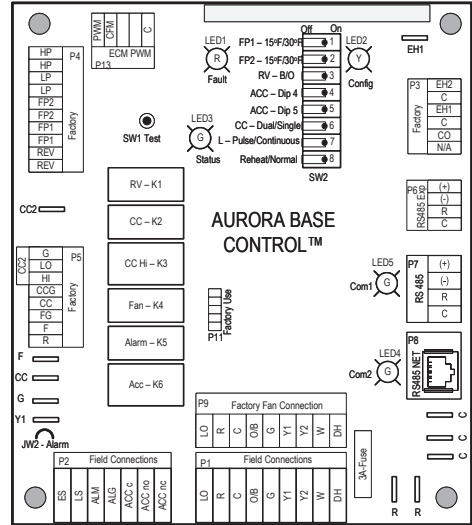 PWM
CFM
C
ECM PWM
P13
Off On
LED1
R
Fault
FP1 – 15ºF/30ºF 1
FP2 – 15ºF/30ºF 2
RV – B/O 3
ACC – Dip 4 4
ACC – Dip 5 5
CC – Dual/Single 6
L – Pulse/Continuous 7
Reheat/Normal 8
SW2
LED2
Y
Config
EH1
HP
HP
LP
LP
FP2
FP2
FP1
FP1
REV
REV
P4
Factory
SW1 Test
LED3
G
Status
P3
Factory
EH2
C
EH1
C
CO
N/A
P6
RS485 Exp
(+)
(-)
R
C
RV – K1
CC – K2
CC Hi – K3
Fan – K4
Alarm – K5
Acc – K6
CC2
AURORA BASE
CONTROL™
CC2
G
LO
HI
CCG
CC
FG
F
R
P5
Factory
Factory Use
P11
LED5
Com1 G
P7
RS 485
(+)
(-)
R
C
LED4
Com2 G
P8
RS485 NET
F
CC
G
Y1
JW2 - Alarm
P9 Factory Fan Connection
LO
R
C
O/B
G
Y1
Y2
W
DH
P2 Field Connections
ES
LS
ALM
ALG
ACC c
ACC no
ACC nc
P1 Field Connections
LO
R
C
O/B
G
Y1
Y2
W
DH
3A-Fuse
C
C
C
R R